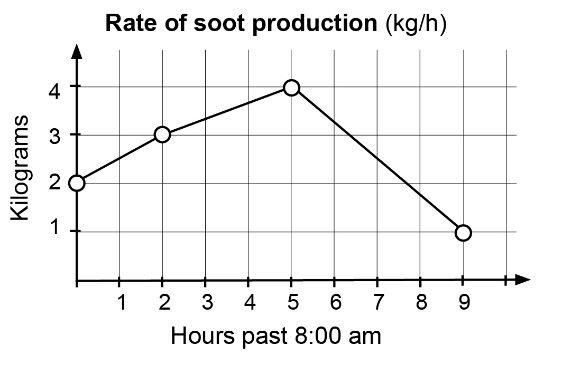 Rate of soot production (kg/h)
Kilograms
4
3
2
1
1 2 3 4 5 6 7 8 9
Hours past 8:00 am